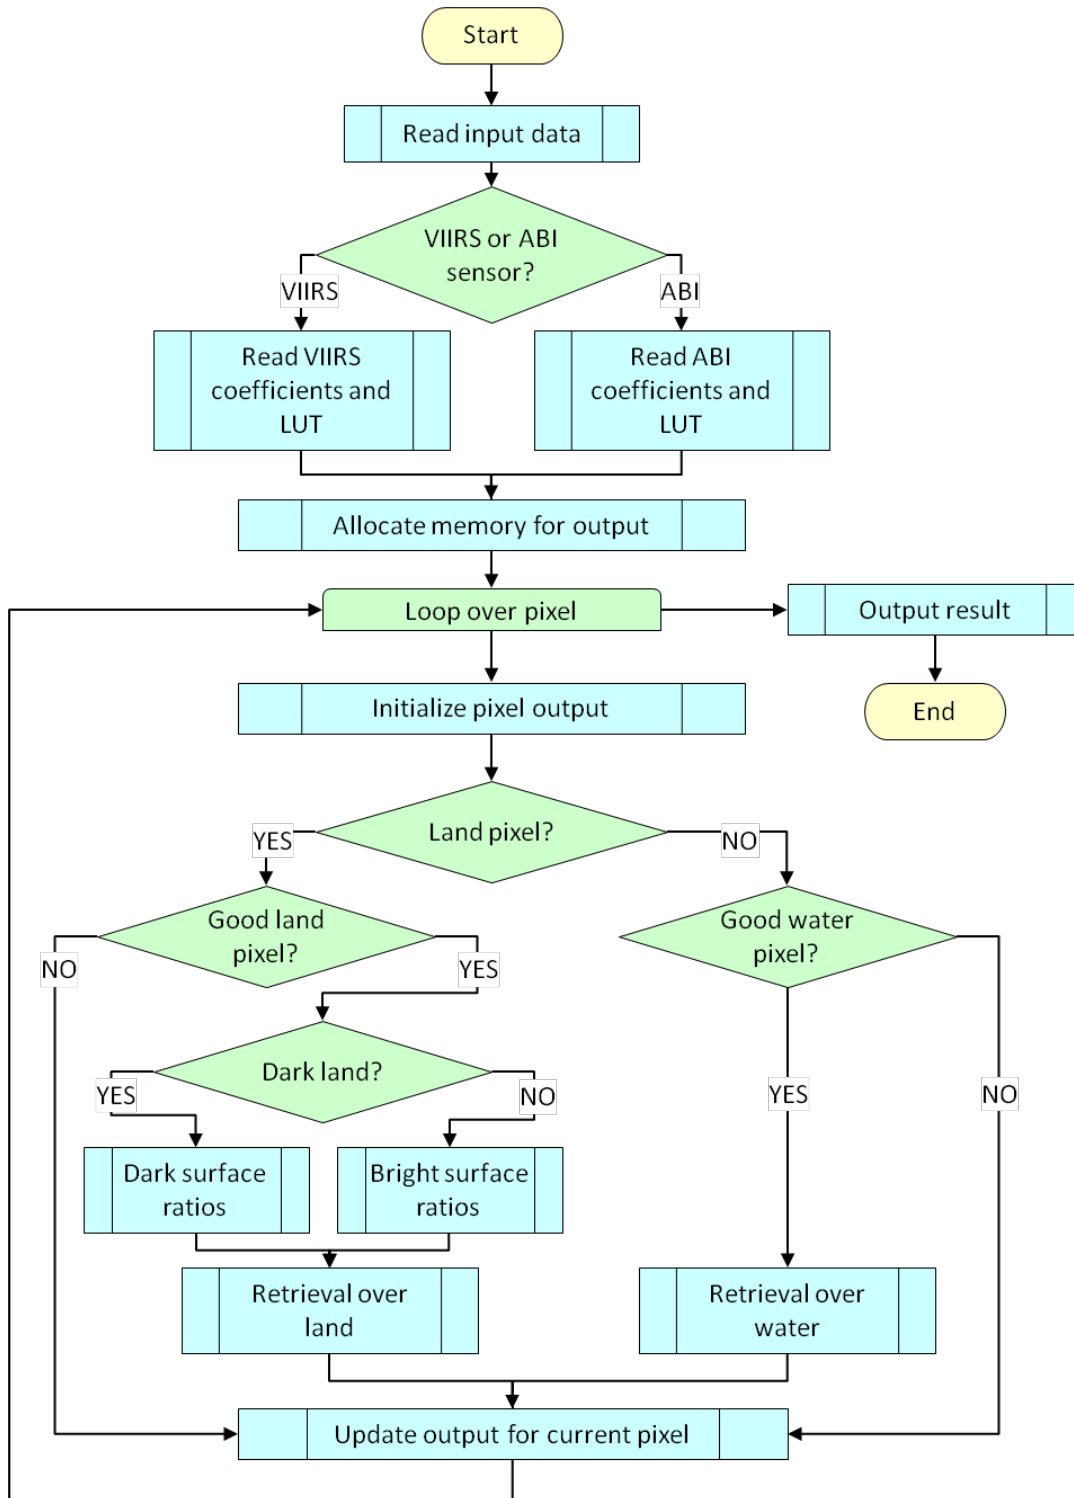 Start
Read input data
VIIRS or ABI
sensor?
VIIRS
ABI
Read VIIRS
coefficients and
LUT
Read ABI
coefficients and
LUT
Allocate memory for output
Loop over pixel
Output result
Initialize pixel output
End
Land pixel?
YES
NO
Good land
pixel?
Good water
pixel?
NO
YES
Dark land?
YES
NO
YES
NO
Dark surface
ratios
Bright surface
ratios
Retrieval over
land
Retrieval over
water
Update output for current pixel